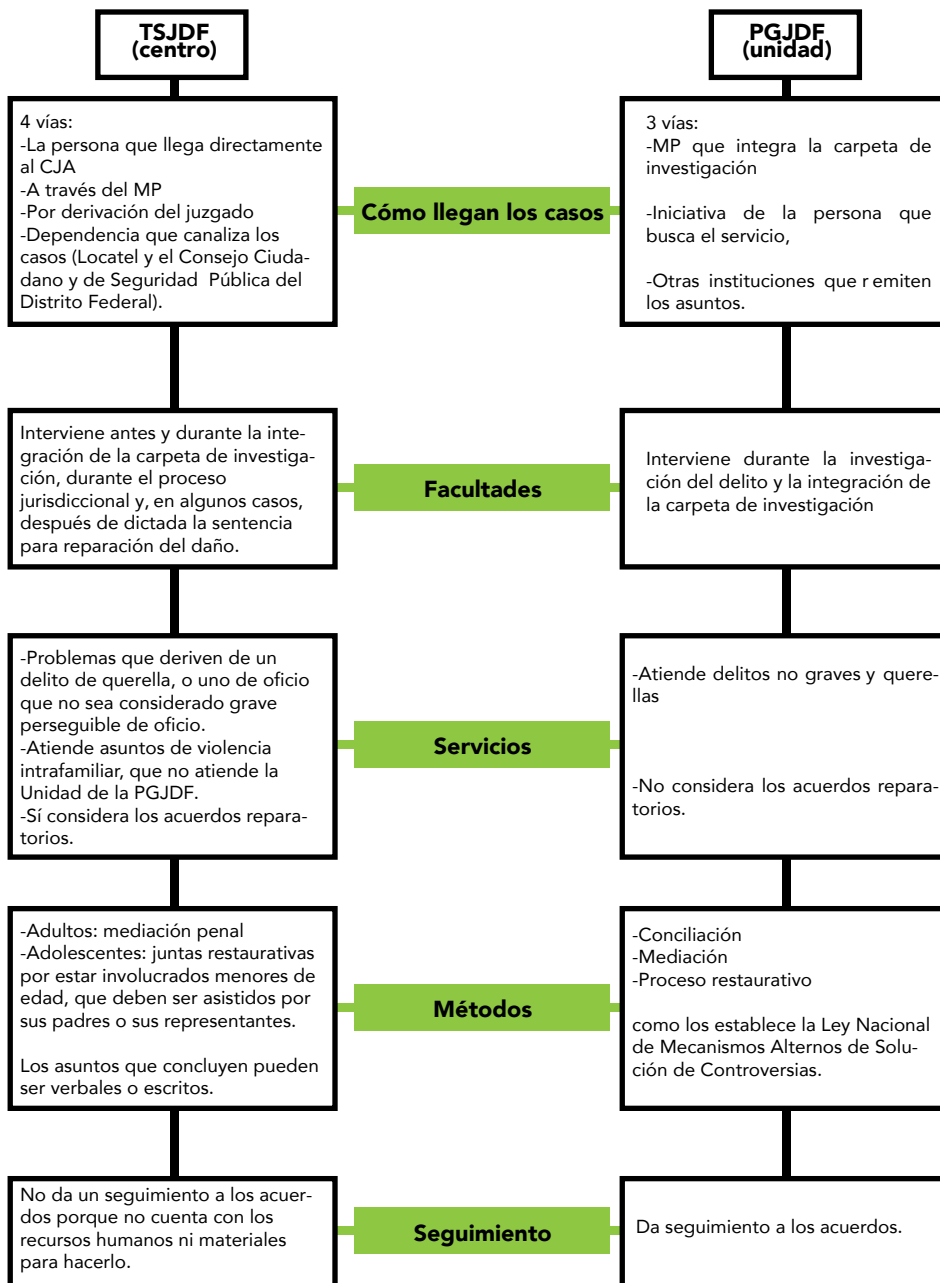 TSJDF
(centro)
PGJDF
(unidad)
4 vías:
-La persona que llega directamente
al CJA
-A través del MP
-Por derivación del juzgado
-Dependencia que canaliza los
casos (Locatel y el Consejo Ciuda-
dano y de Seguridad Pública del
Distrito Federal).
Cómo llegan los casos
3 vías:
-MP que integra la carpeta de
investigación
-Iniciativa de la persona que
busca el servicio,
-Otras instituciones que r emiten
los asuntos.
Interviene antes y durante la inte-
gración de la carpeta de investiga-
ción, durante el proceso
jurisdiccional y, en algunos casos,
después de dictada la sentencia
para reparación del daño.
Facultades
Interviene durante la investiga-
ción del delito y la integración de
la carpeta de investigación
-Problemas que deriven de un
delito de querella, o uno de oficio
que no sea considerado grave
perseguible de oficio.
-Atiende asuntos de violencia
intrafamiliar, que no atiende la
Unidad de la PGJDF.
-Sí considera los acuerdos repara-
torios.
Servicios
-Atiende delitos no graves y quere-
llas
-No considera los acuerdos repara-
torios.
-Adultos: mediación penal
-Adolescentes: juntas restaurativas
por estar involucrados menores de
edad, que deben ser asistidos por
sus padres o sus representantes.
Los asuntos que concluyen pueden
ser verbales o escritos.
Métodos
-Conciliación
-Mediación
-Proceso restaurativo
como los establece la Ley Nacional
de Mecanismos Alternos de Solu-
ción de Controversias.
No da un seguimiento a los acuer-
dos porque no cuenta con los
recursos humanos ni materiales
para hacerlo.
Seguimiento
Da seguimiento a los acuerdos.